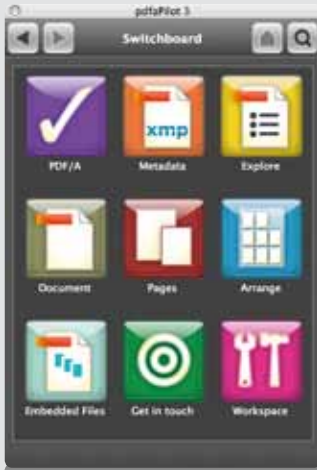 pdfaPilot 3
Switchboard
xmp
PDF/A Metadata Explore
Document Pages Arrange
Embedded Files Get in touch Workspace